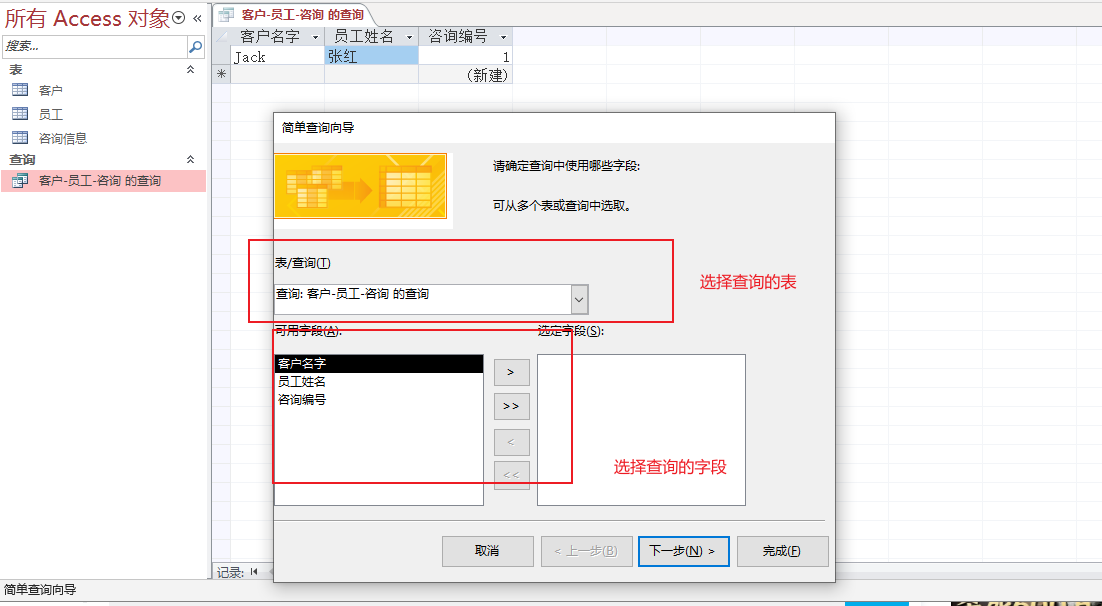 所有 Access 对象
客户-员工-咨询 的查询
搜索...
客户名字 员工姓名 咨询编号
Jack 张红 1
* (新建)
表
客户
员工
咨询信息
查询
客户-员工-咨询 的查询
简单查询向导
请确定查询中使用哪些字段:
可从多个表或查询中选取。
表/查询(T)
查询: 客户-员工-咨询 的查询
选择查询的表
可用字段(A):
选定字段(S):
客户名字
员工姓名
咨询编号
>
>>
<
<<
选择查询的字段
取消
< 上一步(B)
下一步(N) >
完成(F)
记录:
简单查询向导